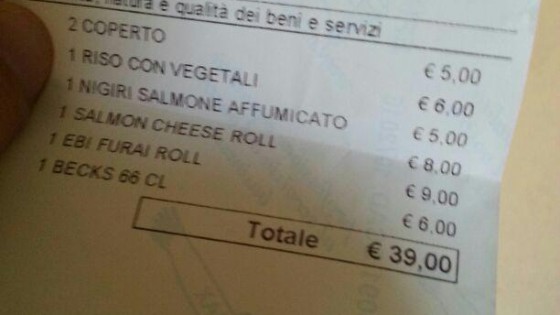 natura e qualità dei beni e servizi
2 COPERTO € 5,00
1 RISO CON VEGETALI € 6,00
1 NIGIRI SALMONE AFFUMICATO € 5,00
1 SALMON CHEESE ROLL € 8,00
1 EBI FURAI ROLL € 9,00
1 BECKS 66 CL € 6,00
Totale € 39,00